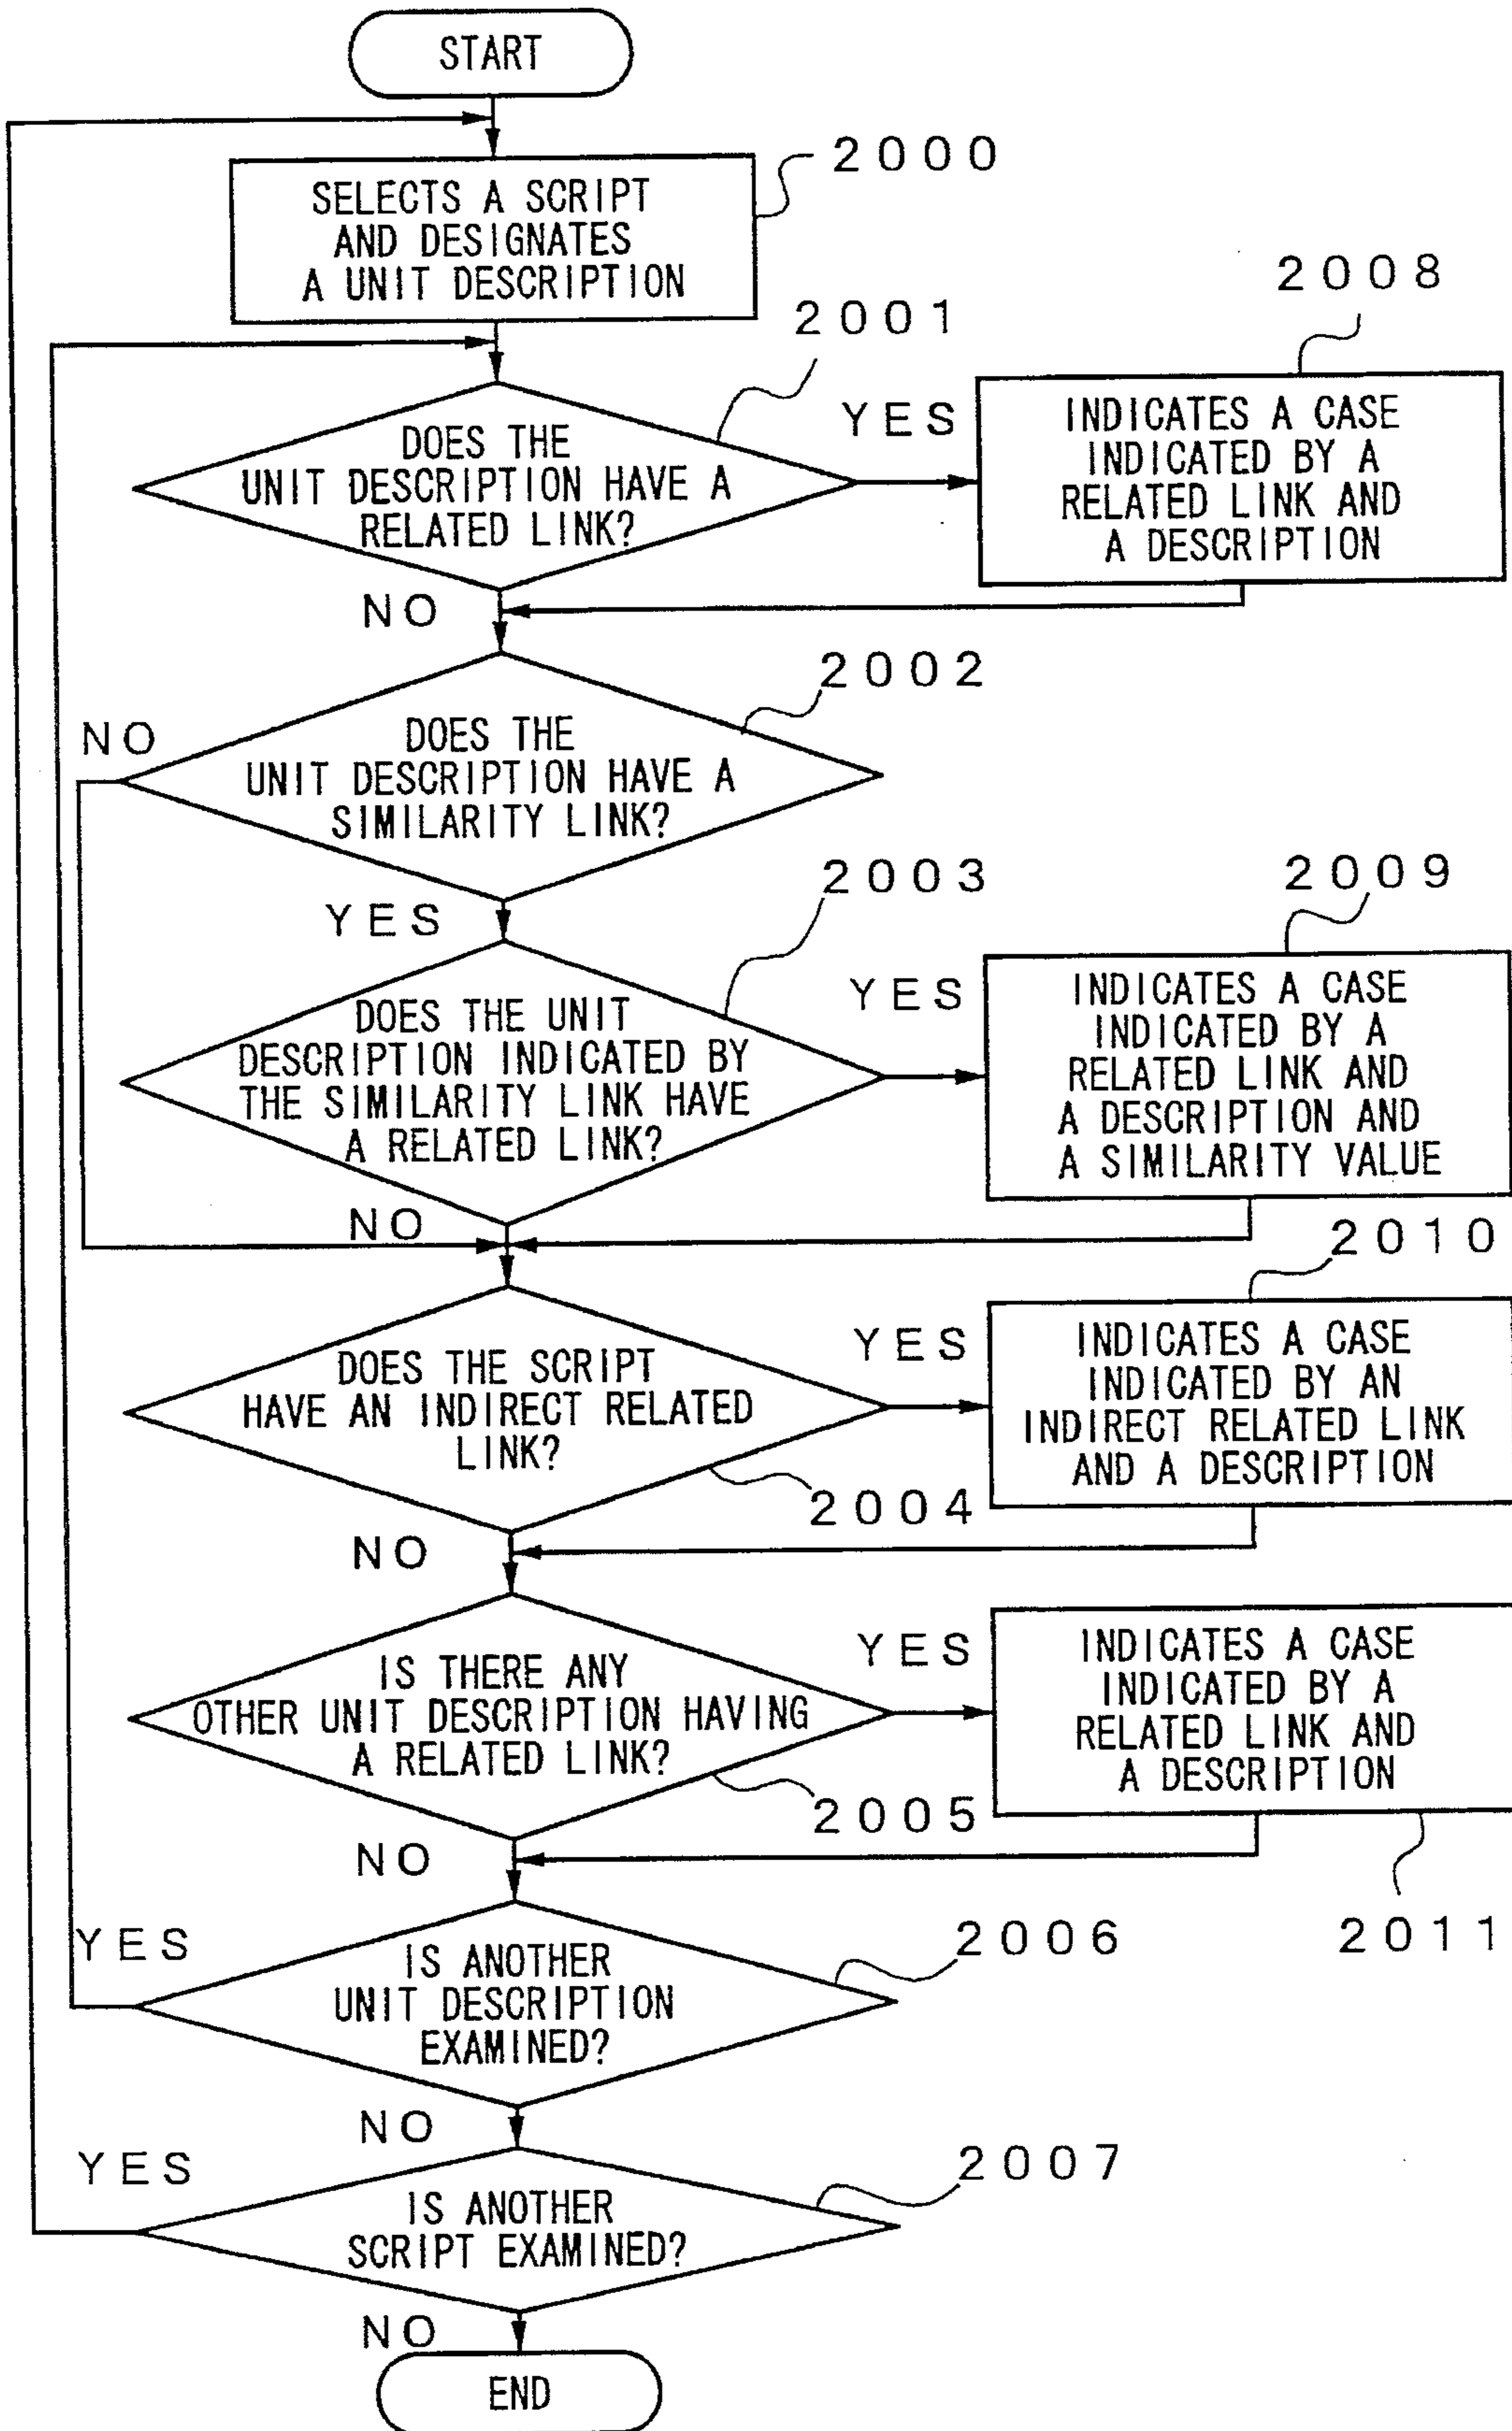 START
2000
SELECTS A SCRIPT
AND DESIGNATES
A UNIT DESCRIPTION
2001
2008
DOES THE
UNIT DESCRIPTION HAVE A
RELATED LINK?
YES
INDICATES A CASE
INDICATED BY A
RELATED LINK AND
A DESCRIPTION
NO
2002
NO
DOES THE
UNIT DESCRIPTION HAVE A
SIMILARITY LINK?
YES
2003
2009
DOES THE UNIT
DESCRIPTION INDICATED BY
THE SIMILARITY LINK HAVE
A RELATED LINK?
YES
INDICATES A CASE
INDICATED BY A
RELATED LINK AND
A DESCRIPTION AND
A SIMILARITY VALUE
NO
2010
DOES THE SCRIPT
HAVE AN INDIRECT RELATED
LINK?
YES
INDICATES A CASE
INDICATED BY AN
INDIRECT RELATED LINK
AND A DESCRIPTION
2004
NO
IS THERE ANY
OTHER UNIT DESCRIPTION HAVING
A RELATED LINK?
YES
INDICATES A CASE
INDICATED BY A
RELATED LINK AND
A DESCRIPTION
2005
NO
2011
YES
IS ANOTHER
UNIT DESCRIPTION
EXAMINED?
2006
NO
YES
2007
IS ANOTHER
SCRIPT EXAMINED?
NO
END